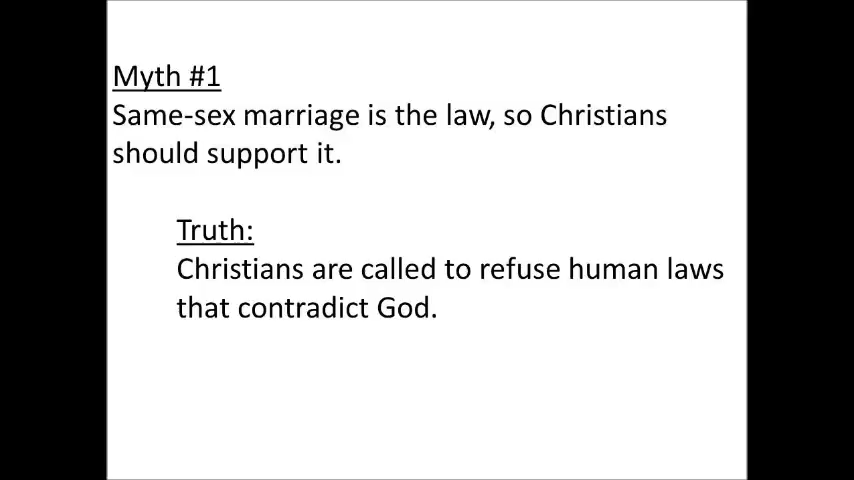 Myth #1
Same-sex marriage is the law, so Christians
should support it.
Truth:
Christians are called to refuse human laws
that contradict God.